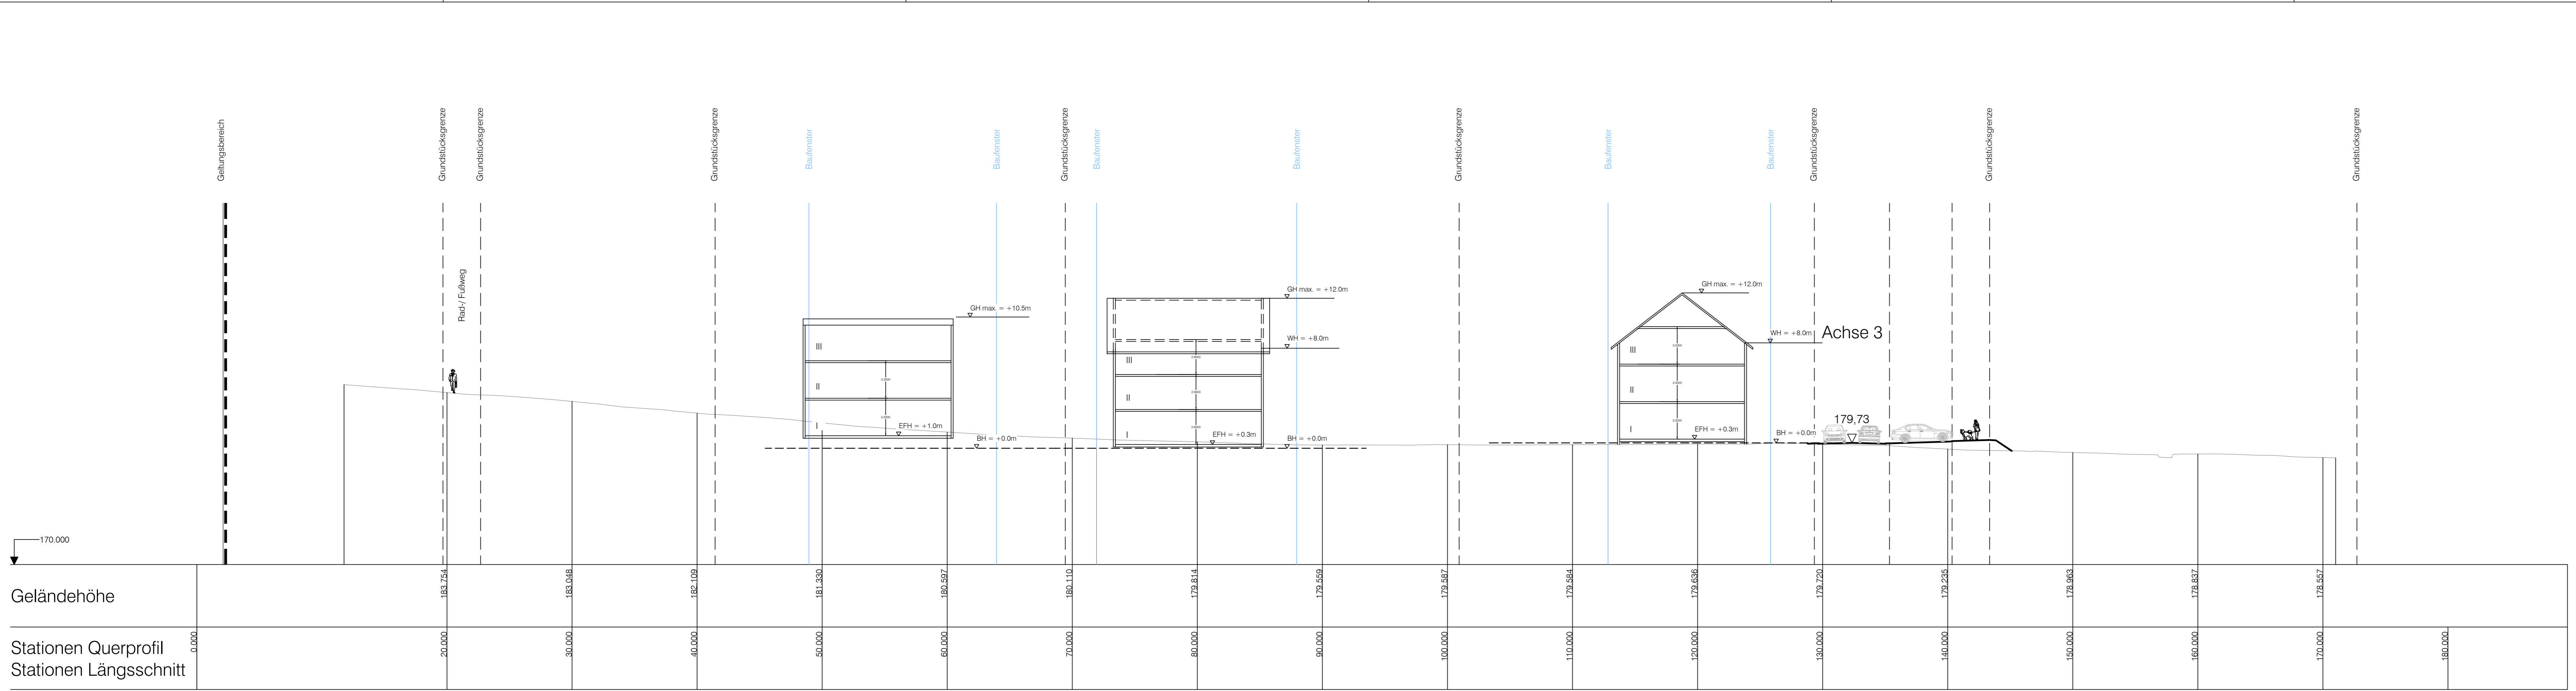 Geltungsbereich
Grundstücksgrenze
Grundstücksgrenze
Grundstücksgrenze
Baufenster
Baufenster
Grundstücksgrenze
Baufenster
Baufenster
Grundstücksgrenze
Baufenster
Baufenster
Grundstücksgrenze
Grundstücksgrenze
Grundstücksgrenze
Rad-/ Fußweg
GH max. = +10.5m
III
II
I
EFH = +1.0m
BH = +0.0m
GH max. = +12.0m
WH = +8.0m
III
II
I
EFH = +0.3m
BH = +0.0m
GH max. = +12.0m
WH = +8.0m
Achse 3
III
II
I
EFH = +0.3m
BH = +0.0m
179,73
170.000
Geländehöhe
183.754
183.048
182.109
181.330
180.597
180.110
179.814
179.559
179.587
179.584
179.636
179.720
179.235
178.963
178.837
178.557
Stationen Querprofil
Stationen Längsschnitt
0.000
20.000
30.000
40.000
50.000
60.000
70.000
80.000
90.000
100.000
110.000
120.000
130.000
140.000
150.000
160.000
170.000
180.000